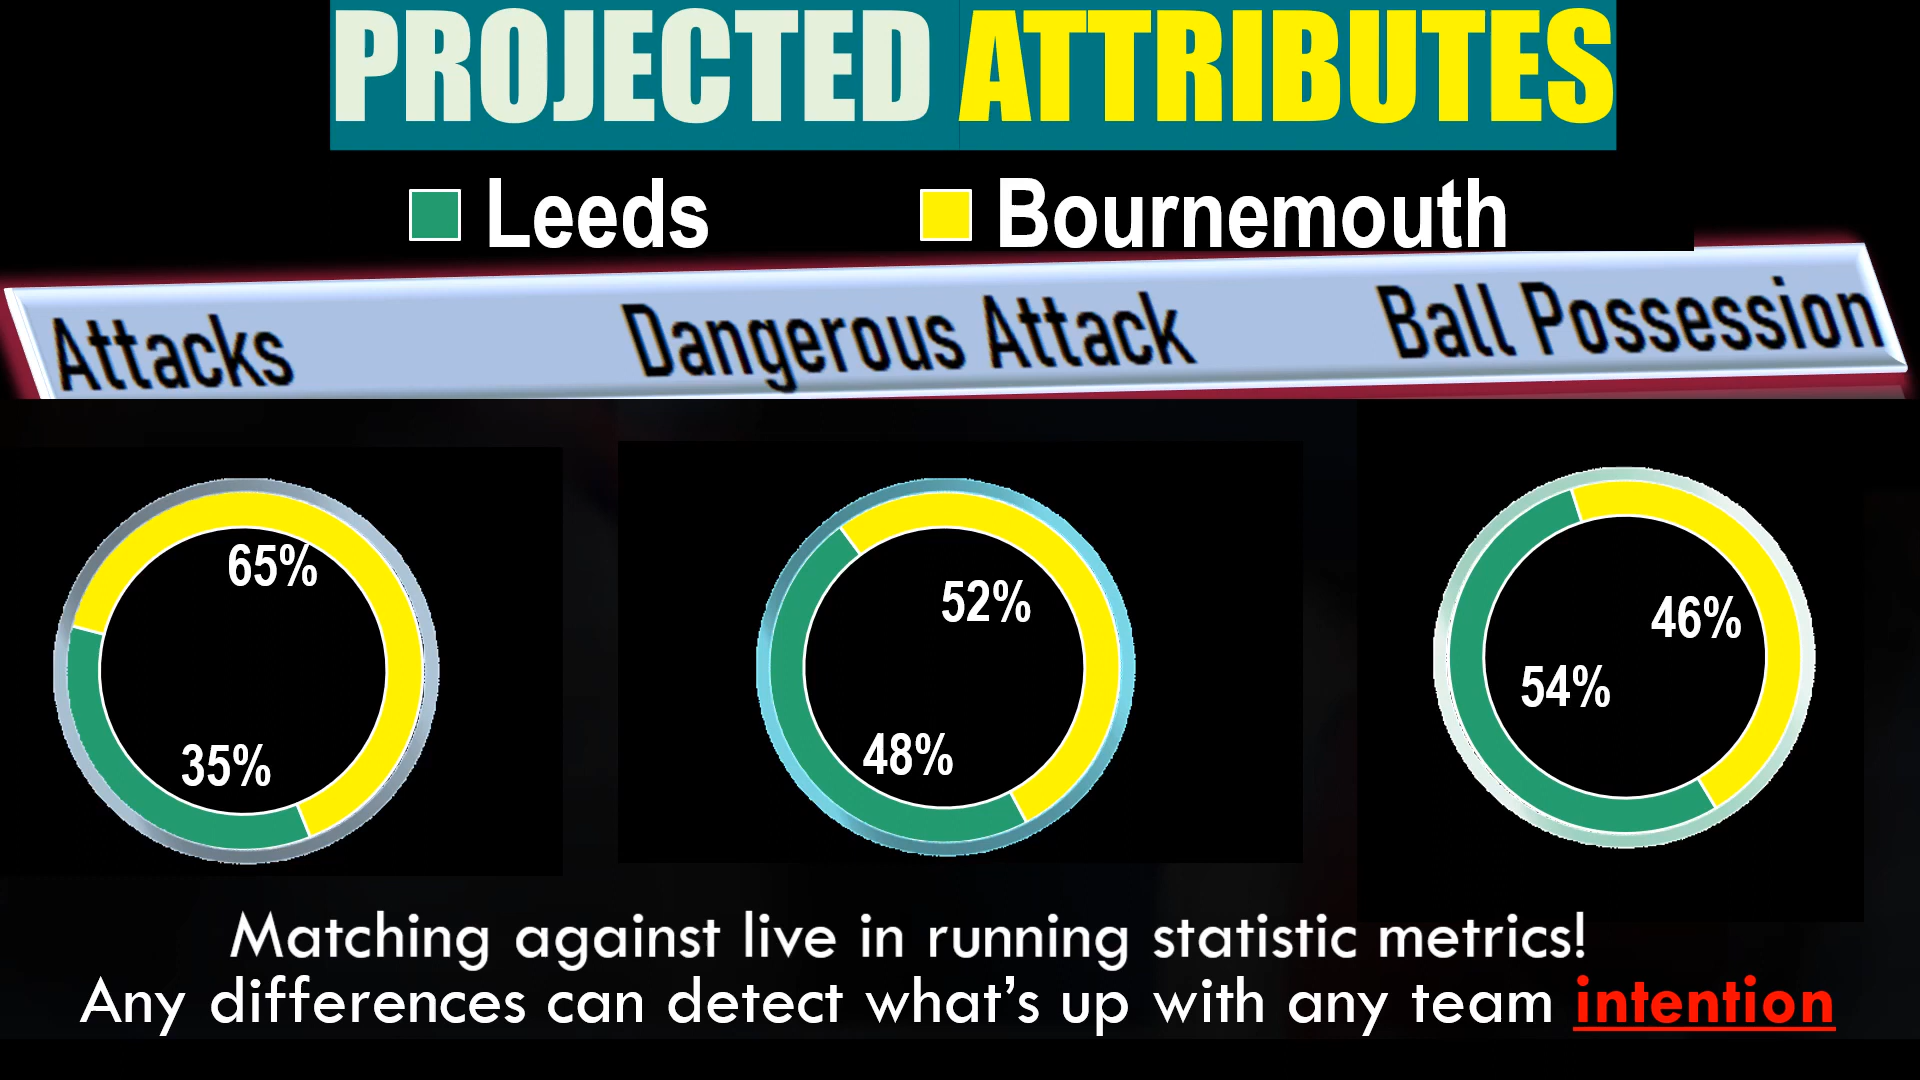 PROJECTED ATTRIBUTES
Leeds Bournemouth
Attacks Dangerous Attack Ball Possession
65%
35%
52%
48%
46%
54%
Matching against live in running statistic metrics!
Any differences can detect what's up with any team intention